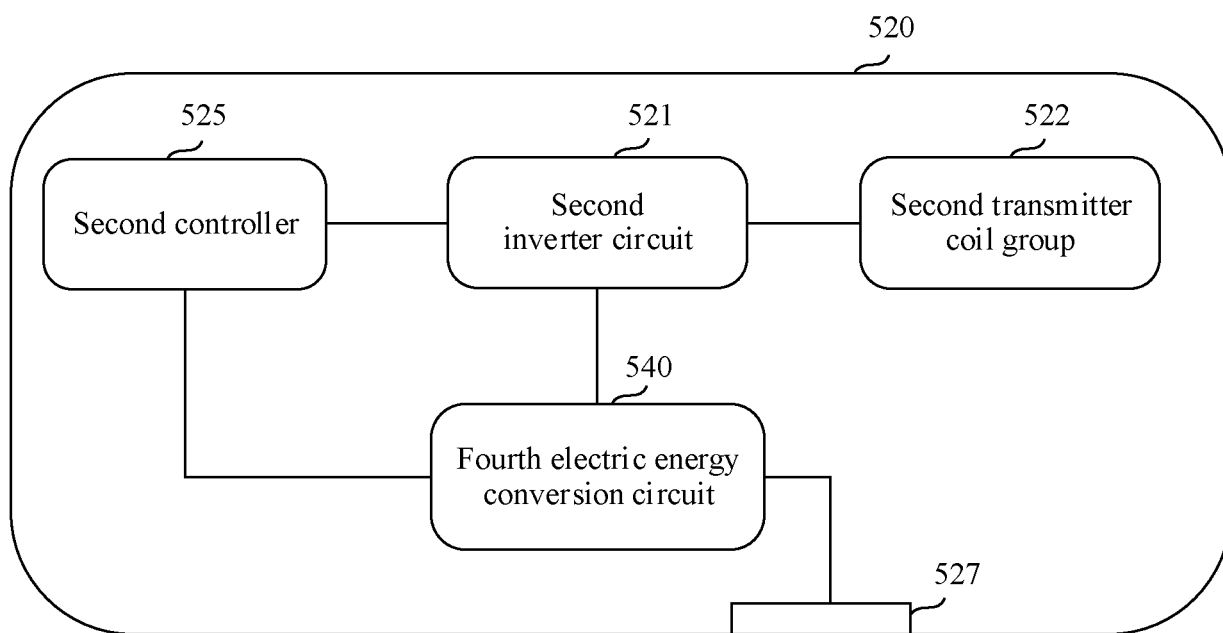 520
525
521
522
Second controller
Second
inverter circuit
Second transmitter
coil group
540
Fourth electric energy
conversion circuit
527